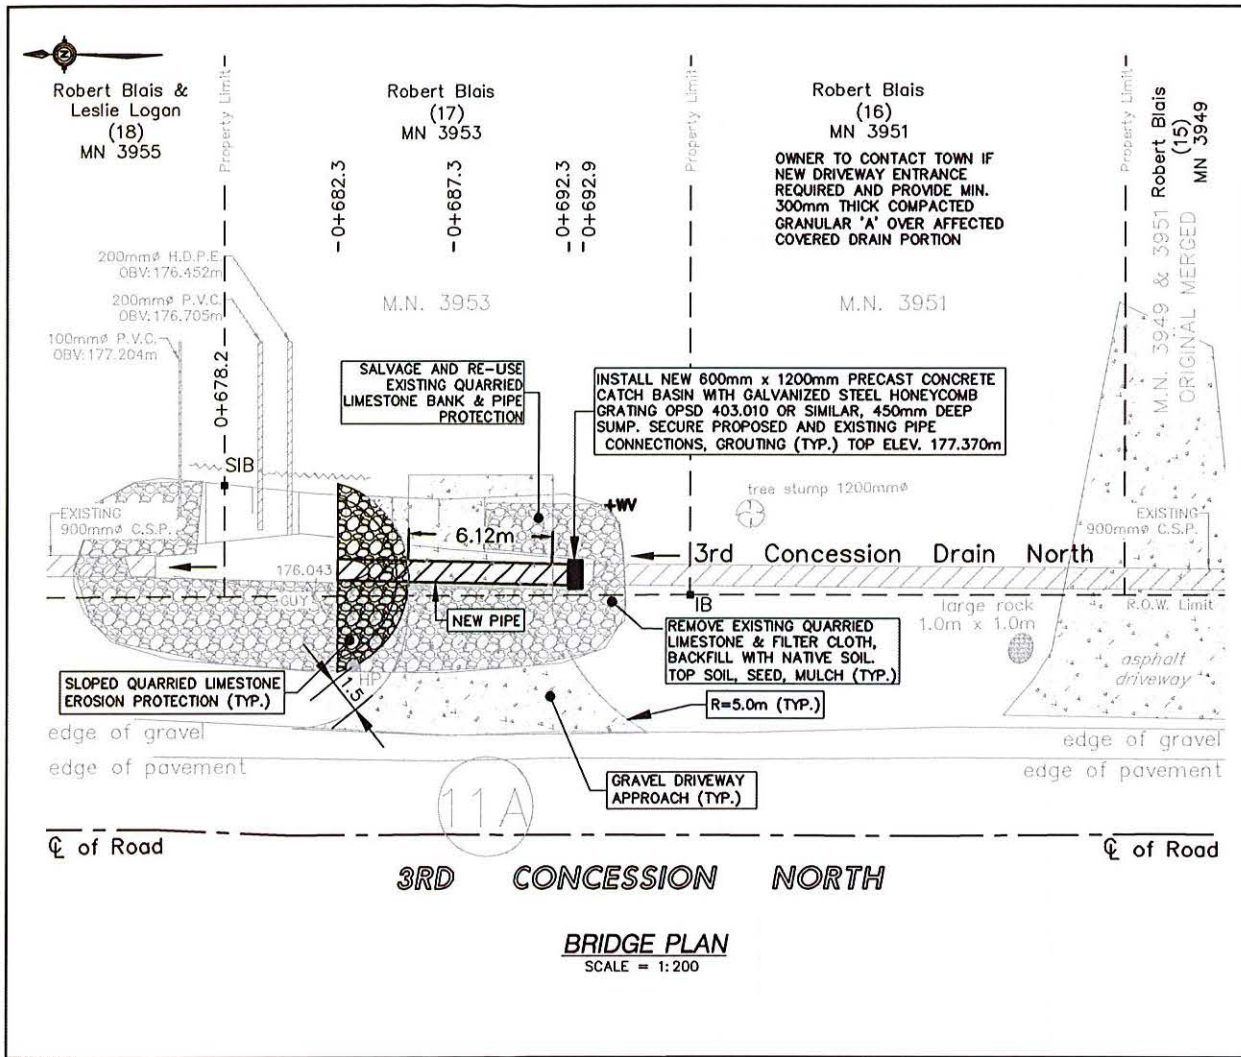 N
Robert Blais &
Leslie Logan
(18)
MN 3955
Property Limit
Robert Blais
(17)
MN 3953
0+682.3
0+687.3
0+692.3
0+692.9
Property Limit
Robert Blais
(16)
MN 3951
OWNER TO CONTACT TOWN IF
NEW DRIVEWAY ENTRANCE
REQUIRED AND PROVIDE MIN.
300mm THICK COMPACTED
GRANULAR 'A' OVER AFFECTED
COVERED DRAIN PORTION
Property Limit
Robert Blais
(15)
MN 3949
M.N. 3949 & 3951
ORIGINAL MERGED
200mmø H.D.P.E.
OBV:176.452m
200mmø P.V.C.
OBV:176.705m
100mmø P.V.C.
OBV:177.204m
0+678.2
M.N. 3953
M.N. 3951
SALVAGE AND RE-USE
EXISTING QUARRIED
LIMESTONE BANK & PIPE
PROTECTION
INSTALL NEW 600mm x 1200mm PRECAST CONCRETE
CATCH BASIN WITH GALVANIZED STEEL HONEYCOMB
GRATING OPSD 403.010 OR SIMILAR, 450mm DEEP
SUMP. SECURE PROPOSED AND EXISTING PIPE
CONNECTIONS, GROUTING (TYP.) TOP ELEV. 177.370m
SIB
tree stump 1200mmø
+WV
EXISTING
900mmø C.S.P.
6.12m
3rd Concession Drain North
EXISTING
900mmø C.S.P.
176.043
GUY
NEW PIPE
IB
R.O.W. Limit
large rock
1.0m x 1.0m
REMOVE EXISTING QUARRIED
LIMESTONE & FILTER CLOTH,
BACKFILL WITH NATIVE SOIL.
TOP SOIL, SEED, MULCH (TYP.)
asphalt
driveway
HP
SLOPED QUARRIED LIMESTONE
EROSION PROTECTION (TYP.)
1.5
R=5.0m (TYP.)
edge of gravel
edge of gravel
edge of pavement
edge of pavement
GRAVEL DRIVEWAY
APPROACH (TYP.)
11A
℄ of Road
℄ of Road
3RD CONCESSION NORTH
BRIDGE PLAN
SCALE = 1:200